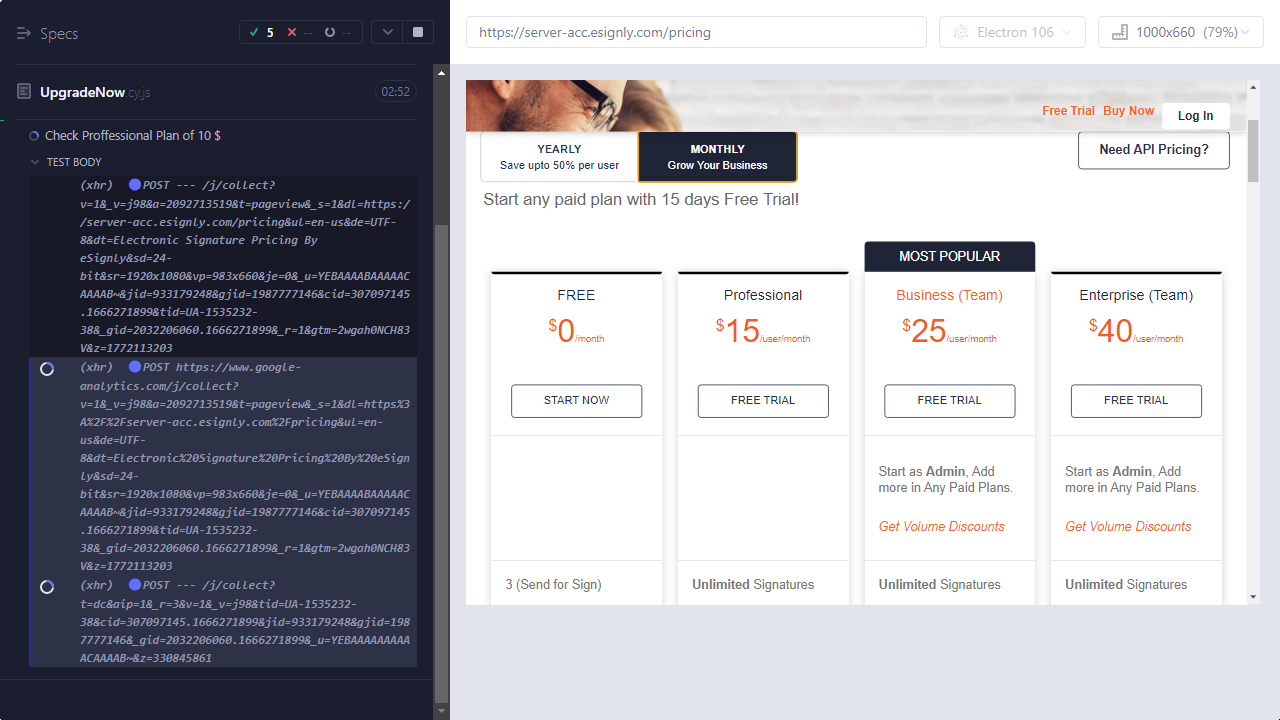 Specs
5
--
--
UpgradeNow.cy.js
02:52
Check Proffessional Plan of 10 $
TEST BODY
(xhr) POST --- /j/collect?
v=1&_v=j98&a=2092713519&t=pageview&_s=1&dl=https:/
/server-acc.esignly.com/pricing&ul=en-us&de=UTF-
8&dt=Electronic Signature Pricing By
eSignly&sd=24-
bit&sr=1920x1080&vp=983x660&je=0&_u=YEBAAAABAAAAAC
AAAAB~&jid=933179248&gjid=1987777146&cid=307097145
.1666271899&tid=UA-1535232-
38&_gid=2032206060.1666271899&_r=1&gtm=2wgah0NCH83
V&z=1772113203
(xhr) POST https://www.google-
analytics.com/j/collect?
v=1&_v=j98&a=2092713519&t=pageview&_s=1&dl=https%3
A%2F%2Fserver-acc.esignly.com%2Fpricing&ul=en-
us&de=UTF-
8&dt=Electronic%20Signature%20Pricing%20By%20eSign
ly&sd=24-
bit&sr=1920x1080&vp=983x660&je=0&_u=YEBAAAABAAAAAC
AAAAB~&jid=933179248&gjid=1987777146&cid=307097145
.1666271899&tid=UA-1535232-
38&_gid=2032206060.1666271899&_r=1&gtm=2wgah0NCH83
V&z=1772113203
(xhr) POST --- /j/collect?
t=dc&aip=1&_r=3&v=1&_v=j98&tid=UA-1535232-
38&cid=307097145.1666271899&jid=933179248&gjid=198
7777146&_gid=2032206060.1666271899&_u=YEBAAAAAAAAA
ACAAAAB~&z=330845861
https://server-acc.esignly.com/pricing
Electron 106
1000x660 (79%)
Free Trial Buy Now Log In
YEARLY
Save upto 50% per user
MONTHLY
Grow Your Business
Need API Pricing?
Start any paid plan with 15 days Free Trial!
MOST POPULAR
FREE
$0/month
START NOW
3 (Send for Sign)
Professional
$15/user/month
FREE TRIAL
Unlimited Signatures
Business (Team)
$25/user/month
FREE TRIAL
Start as Admin, Add
more in Any Paid Plans.
Get Volume Discounts
Unlimited Signatures
Enterprise (Team)
$40/user/month
FREE TRIAL
Start as Admin, Add
more in Any Paid Plans.
Get Volume Discounts
Unlimited Signatures